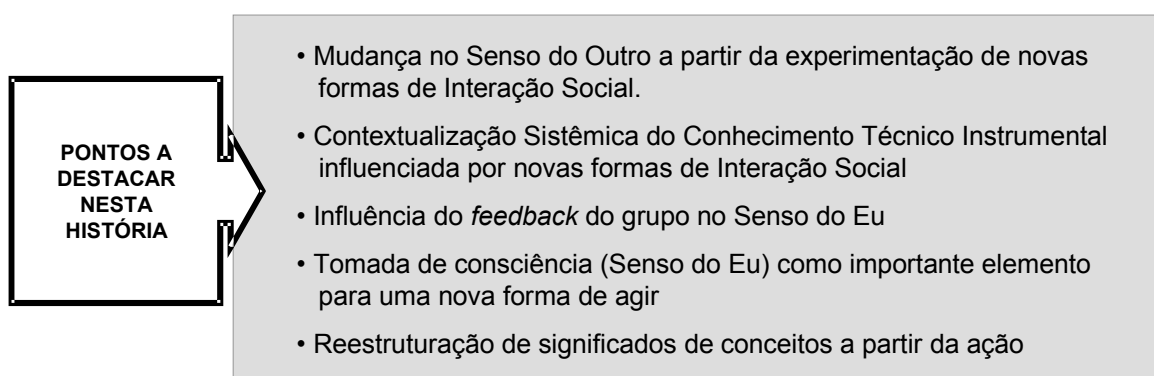 PONTOS A
DESTACAR
NESTA
HISTÓRIA
• Mudança no Senso do Outro a partir da experimentação de novas
formas de Interação Social.
• Contextualização Sistêmica do Conhecimento Técnico Instrumental
influenciada por novas formas de Interação Social
• Influência do feedback do grupo no Senso do Eu
• Tomada de consciência (Senso do Eu) como importante elemento
para uma nova forma de agir
• Reestruturação de significados de conceitos a partir da ação